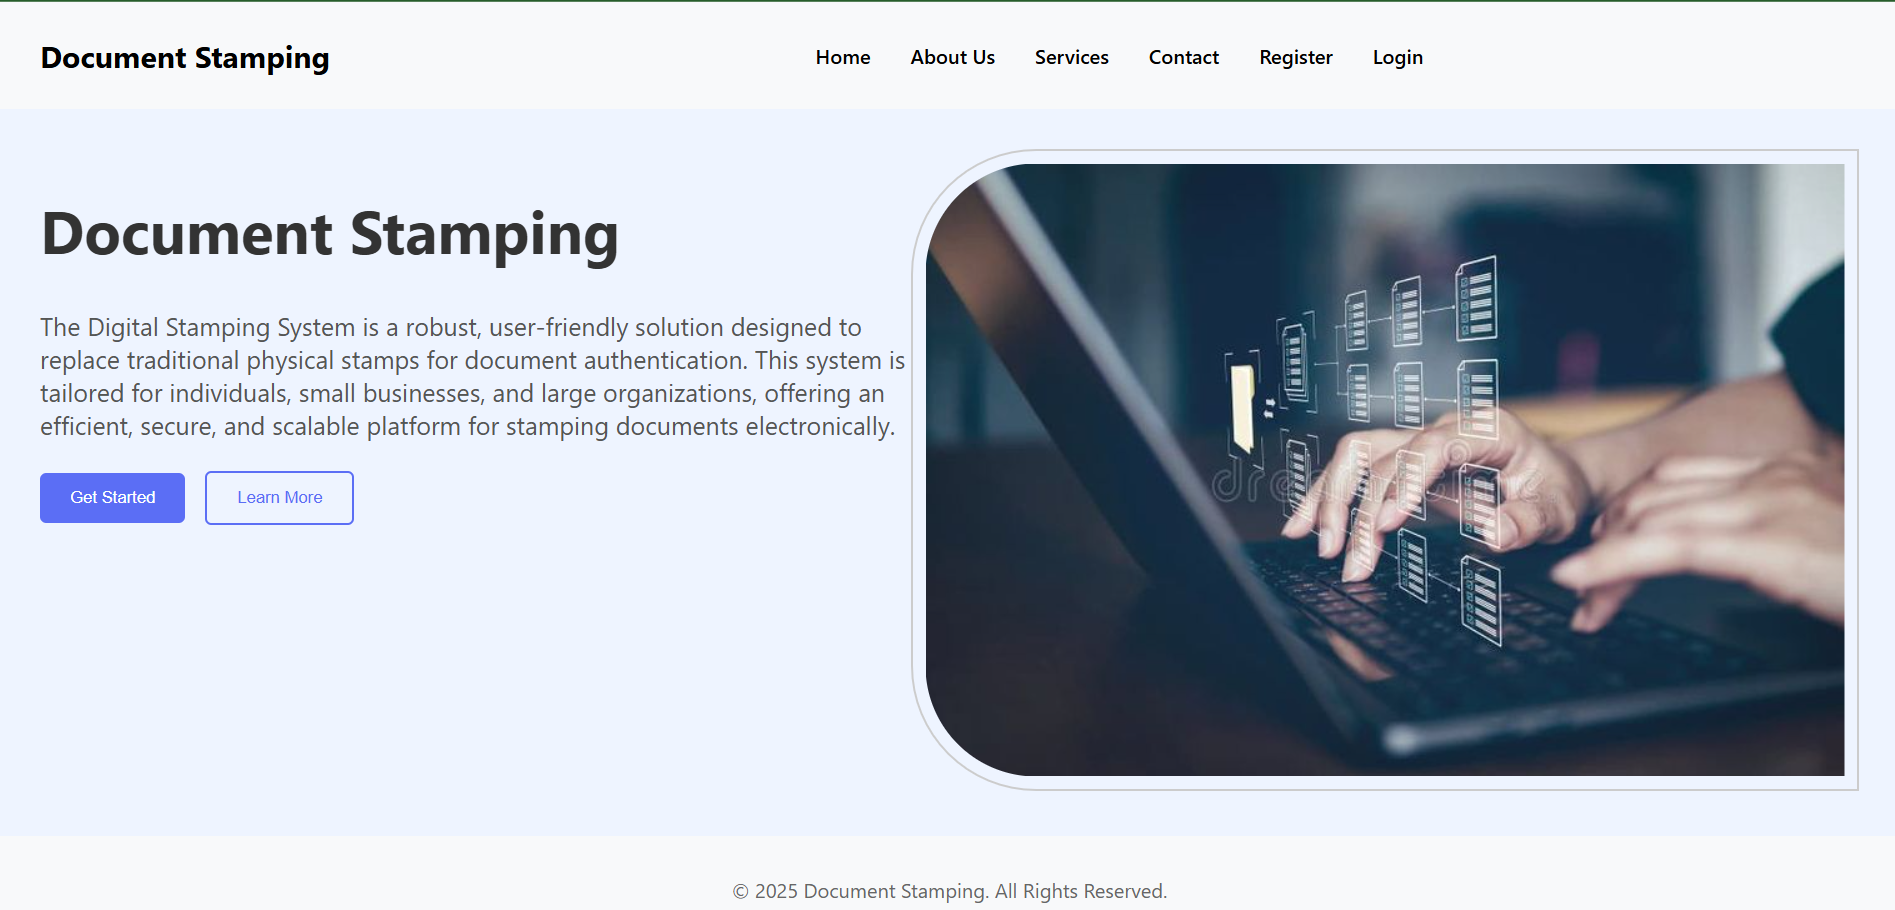 Document Stamping
Home
About Us
Services
Contact
Register
Login
Document Stamping
The Digital Stamping System is a robust, user-friendly solution designed to
replace traditional physical stamps for document authentication. This system is
tailored for individuals, small businesses, and large organizations, offering an
efficient, secure, and scalable platform for stamping documents electronically.
Get Started
Learn More
© 2025 Document Stamping. All Rights Reserved.